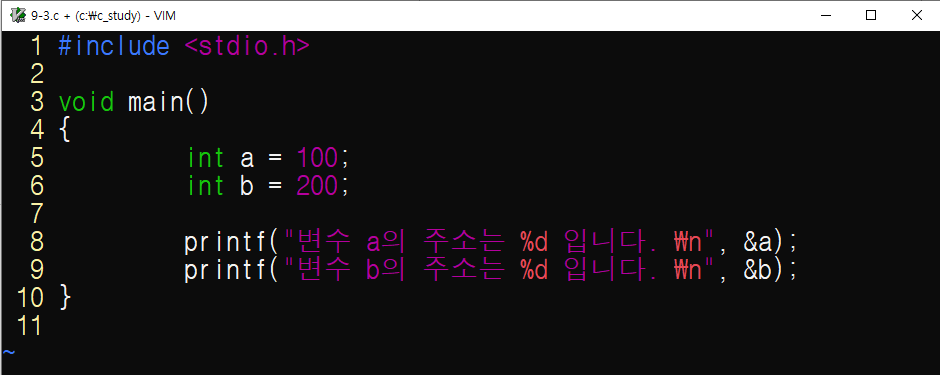 9-3.c + (c:₩c_study) - VIM
1 #include <stdio.h>
2
3 void main()
4 {
5 int a = 100;
6 int b = 200;
7
8 printf("변수 a의 주소는 %d 입니다. ₩n", &a);
9 printf("변수 b의 주소는 %d 입니다. ₩n", &b);
10 }
11
~